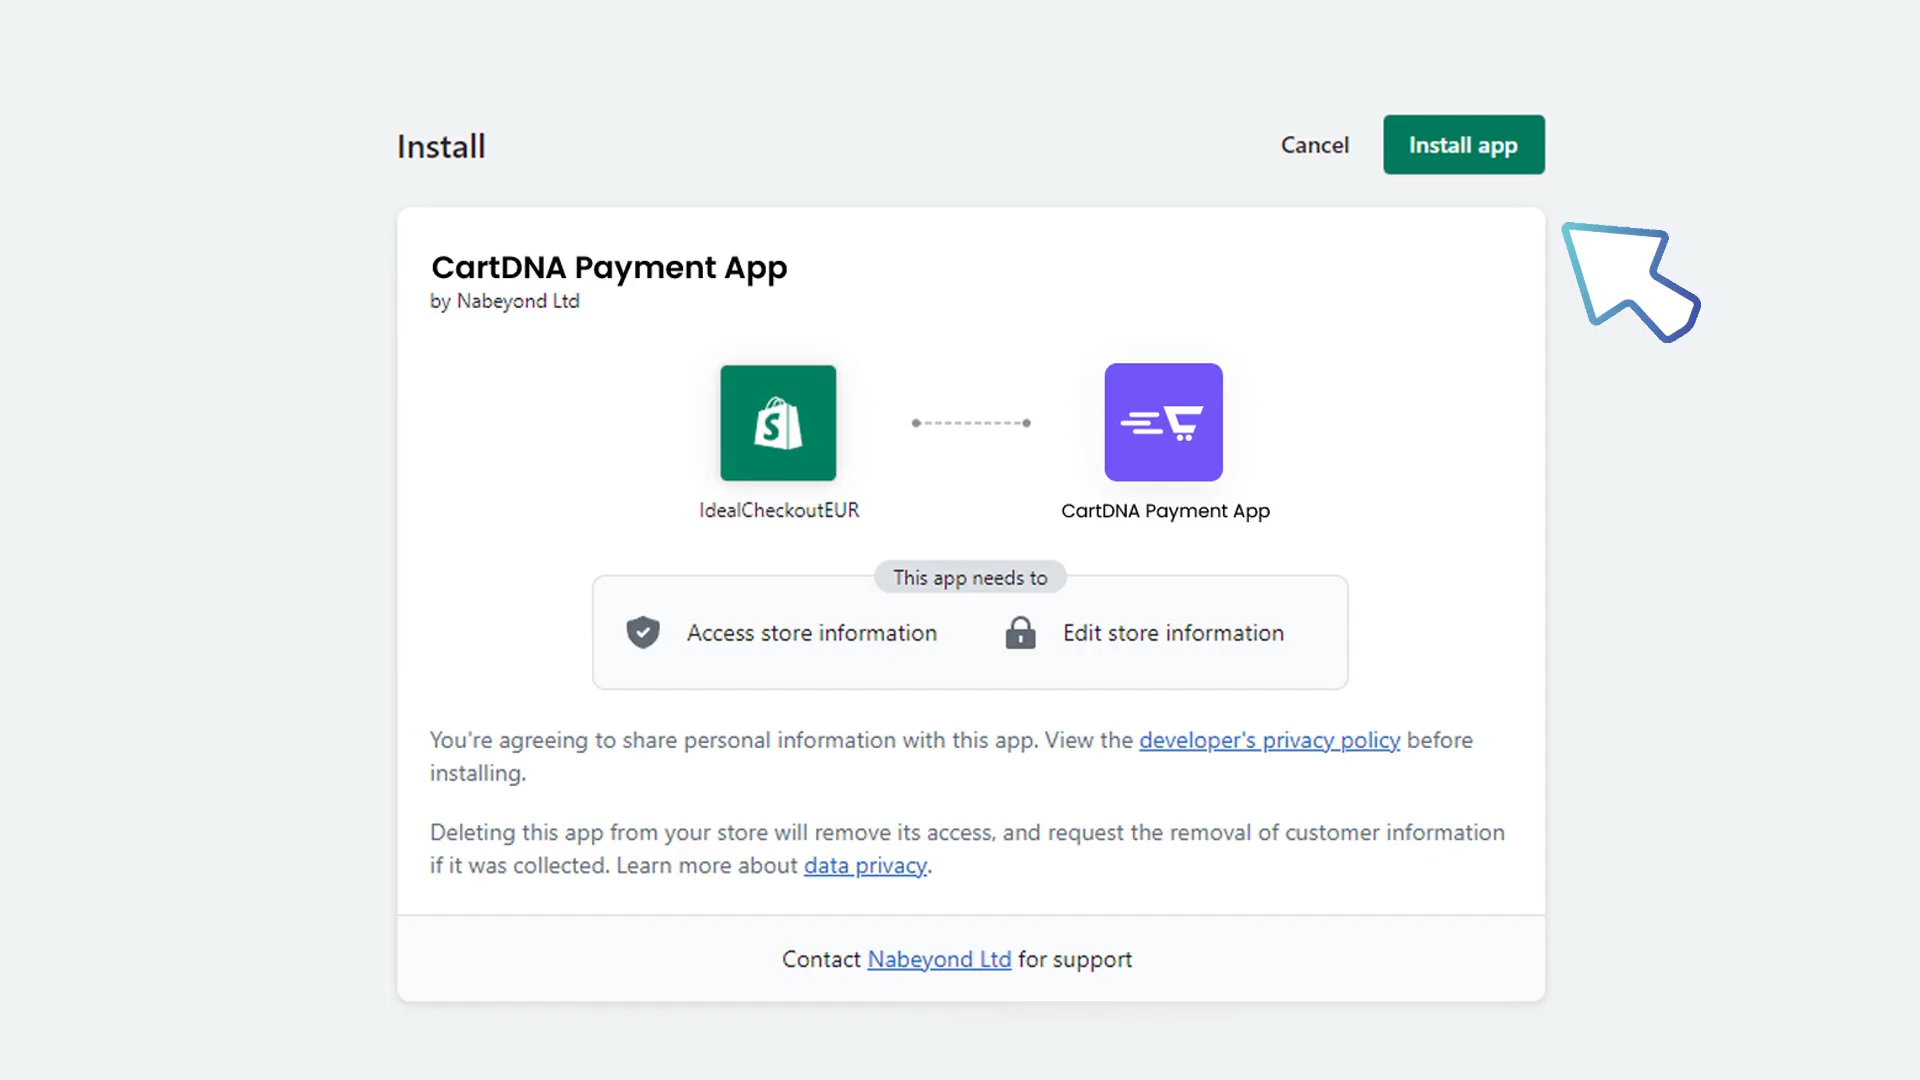 Install
Cancel
Install app
CartDNA Payment App
by Nabeyond Ltd
S
IdealCheckoutEUR
CartDNA Payment App
This app needs to
Access store information
Edit store information
You're agreeing to share personal information with this app. View the developer's privacy policy before
installing.
Deleting this app from your store will remove its access, and request the removal of customer information
if it was collected. Learn more about data privacy.
Contact Nabeyond Ltd for support